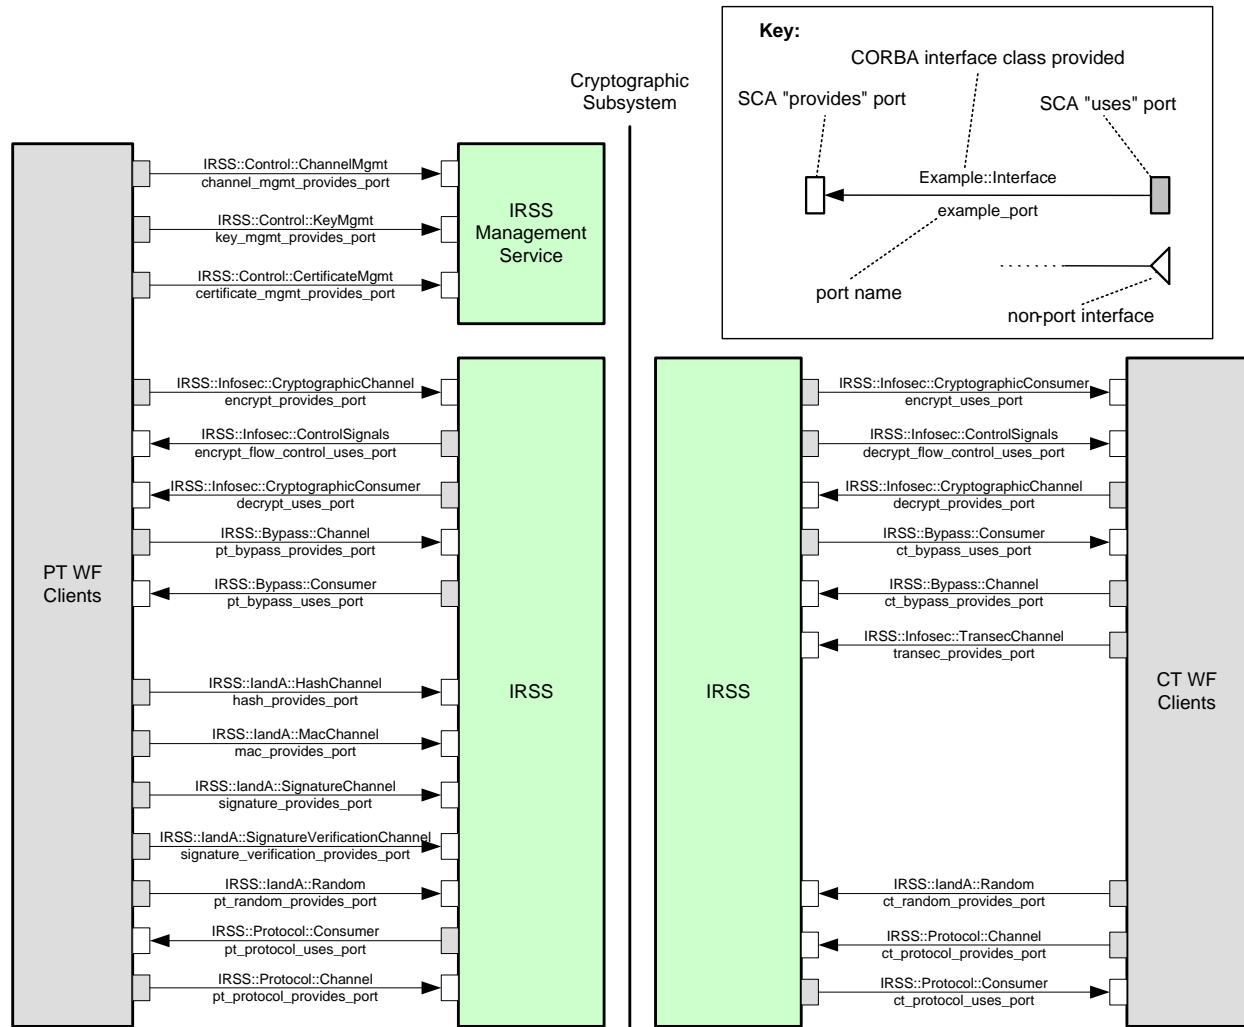 Key:
CORBA interface class provided
SCA "provides" port
SCA "uses" port
Example::Interface
example_port
port name
non-port interface
Cryptographic
Subsystem
PT WF
Clients
IRSS::Control::ChannelMgmt
channel_mgmt_provides_port
IRSS::Control::KeyMgmt
key_mgmt_provides_port
IRSS::Control::CertificateMgmt
certificate_mgmt_provides_port
IRSS
Management
Service
IRSS::Infosec::CryptographicChannel
encrypt_provides_port
IRSS::Infosec::ControlSignals
encrypt_flow_control_uses_port
IRSS::Infosec::CryptographicConsumer
decrypt_uses_port
IRSS::Bypass::Channel
pt_bypass_provides_port
IRSS::Bypass::Consumer
pt_bypass_uses_port
IRSS::IandA::HashChannel
hash_provides_port
IRSS::IandA::MacChannel
mac_provides_port
IRSS::IandA::SignatureChannel
signature_provides_port
IRSS::IandA::SignatureVerificationChannel
signature_verification_provides_port
IRSS::IandA::Random
pt_random_provides_port
IRSS::Protocol::Consumer
pt_protocol_uses_port
IRSS::Protocol::Channel
pt_protocol_provides_port
IRSS
IRSS
IRSS::Infosec::CryptographicConsumer
encrypt_uses_port
IRSS::Infosec::ControlSignals
decrypt_flow_control_uses_port
IRSS::Infosec::CryptographicChannel
decrypt_provides_port
IRSS::Bypass::Consumer
ct_bypass_uses_port
IRSS::Bypass::Channel
ct_bypass_provides_port
IRSS::Infosec::TransecChannel
transec_provides_port
IRSS::IandA::Random
ct_random_provides_port
IRSS::Protocol::Channel
ct_protocol_provides_port
IRSS::Protocol::Consumer
ct_protocol_uses_port
CT WF
Clients